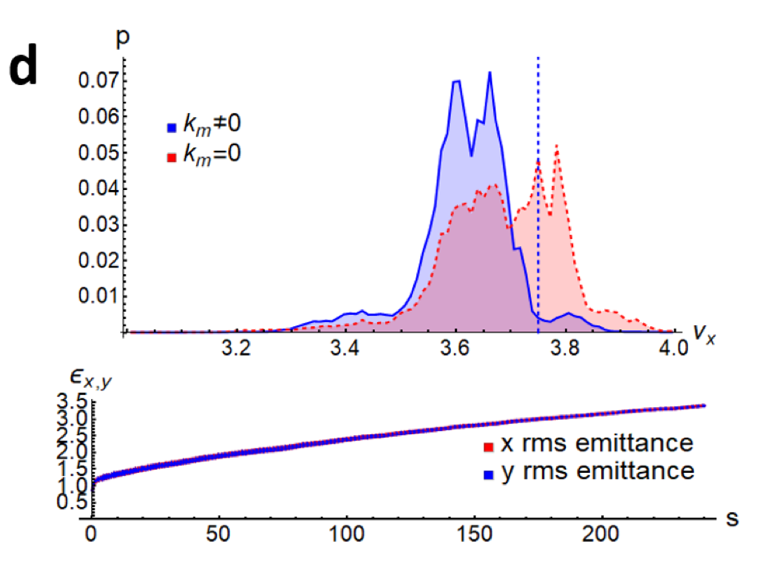 d
p
0.07
0.06
0.05
0.04
0.03
0.02
0.01
k_m≠0
k_m=0
3.2 3.4 3.6 3.8 4.0 ν_x
ϵ_x,y
3.5
3.0
2.5
2.0
1.5
1.0
0.5
x rms emittance
y rms emittance
0 50 100 150 200 s